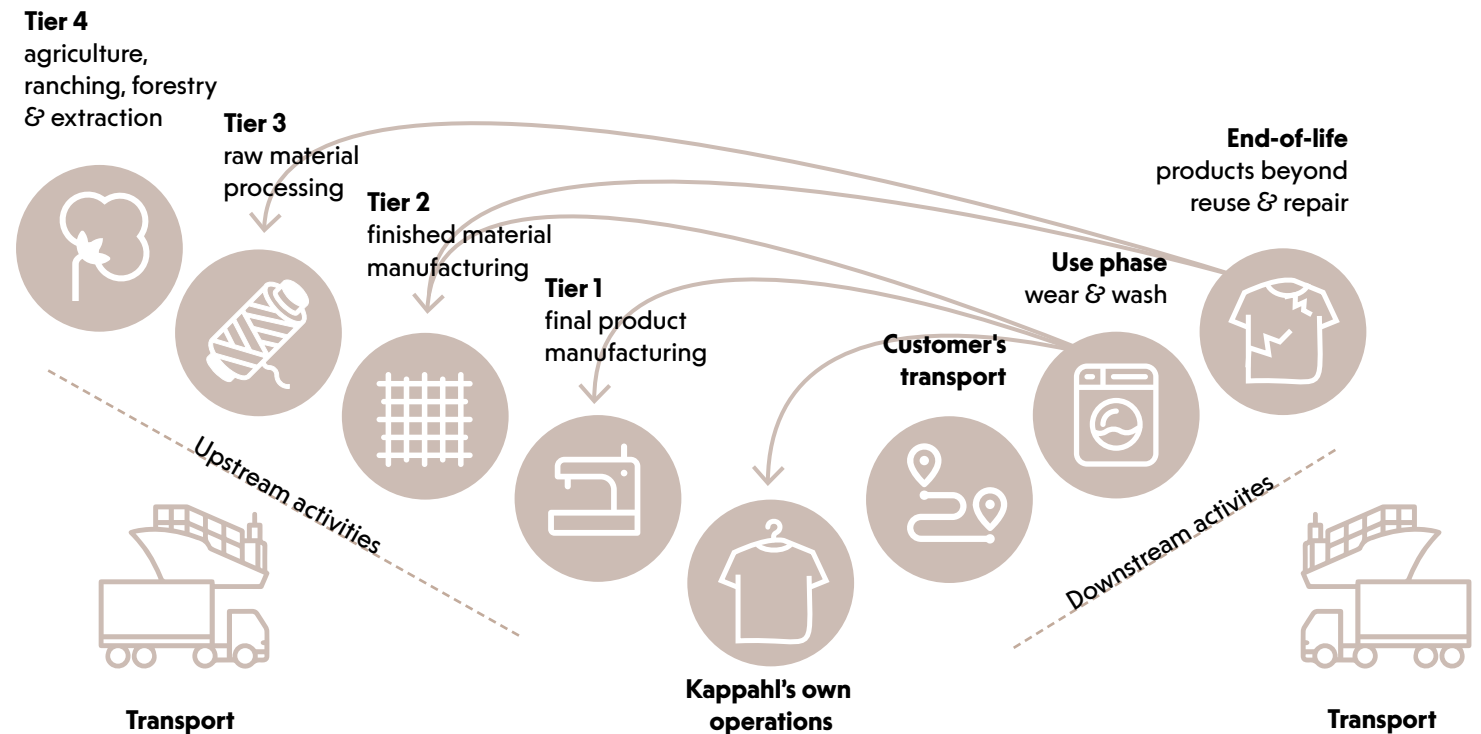 Tier 4
agriculture,
ranching, forestry
& extraction
Tier 3
raw material
processing
Tier 2
finished material
manufacturing
Tier 1
final product
manufacturing
Kappahl's own
operations
Customer's
transport
Use phase
wear & wash
End-of-life
products beyond
reuse & repair
Upstream activities
Downstream activites
Transport
Transport